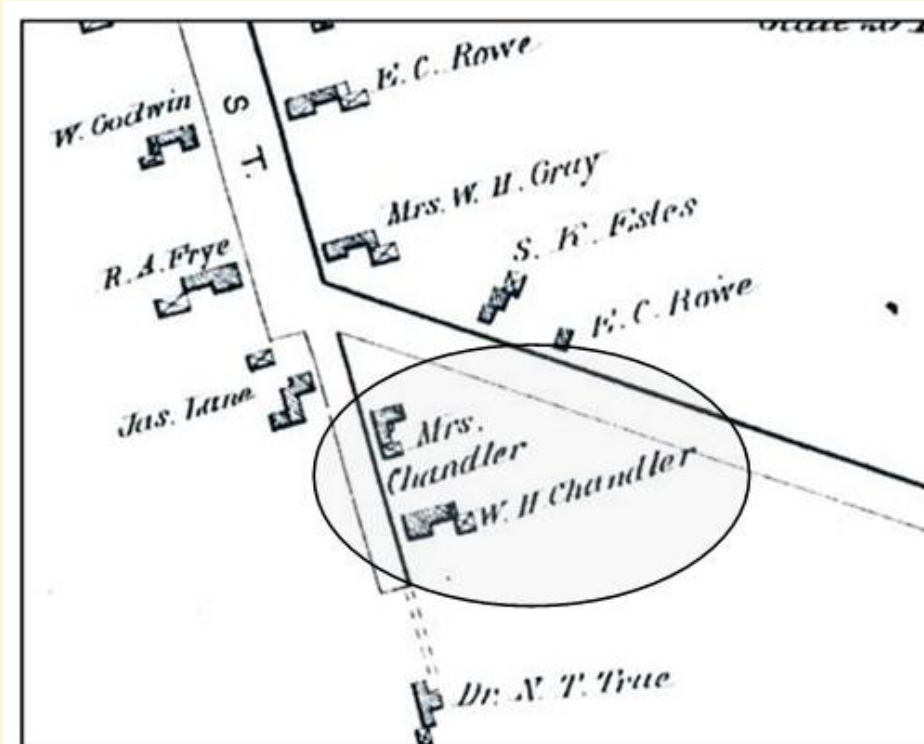 E. C. Rowe
W. Godwin
S T.
Mrs. W. H. Gray
S. K. Estes
R. A. Frye
E. C. Rowe
Jas. Lane
Mrs.
Chandler
W. H Chandler
Dr. N. T. True